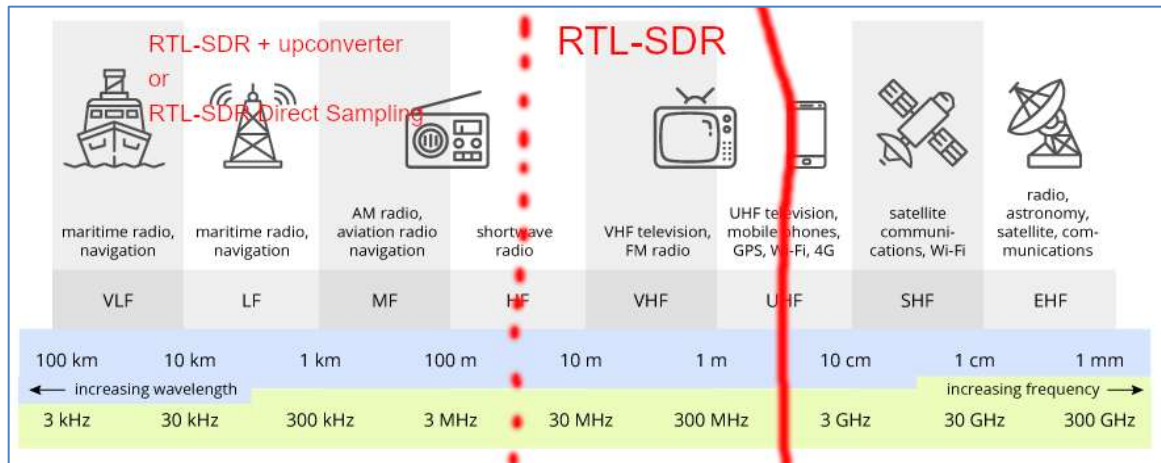 RTL-SDR + upconverter
or
RTL-SDR Direct Sampling
RTL-SDR
maritime radio,
navigation
maritime radio,
navigation
AM radio,
aviation radio
navigation
shortwave
radio
VHF television,
FM radio
UHF television,
mobile phones,
GPS, Wi-Fi, 4G
satellite
communi-
cations, Wi-Fi
radio,
astronomy,
satellite, com-
munications
VLF LF MF HF VHF UHF SHF EHF
100 km 10 km 1 km 100 m 10 m 1 m 10 cm 1 cm 1 mm
← increasing wavelength increasing frequency →
3 kHz 30 kHz 300 kHz 3 MHz 30 MHz 300 MHz 3 GHz 30 GHz 300 GHz